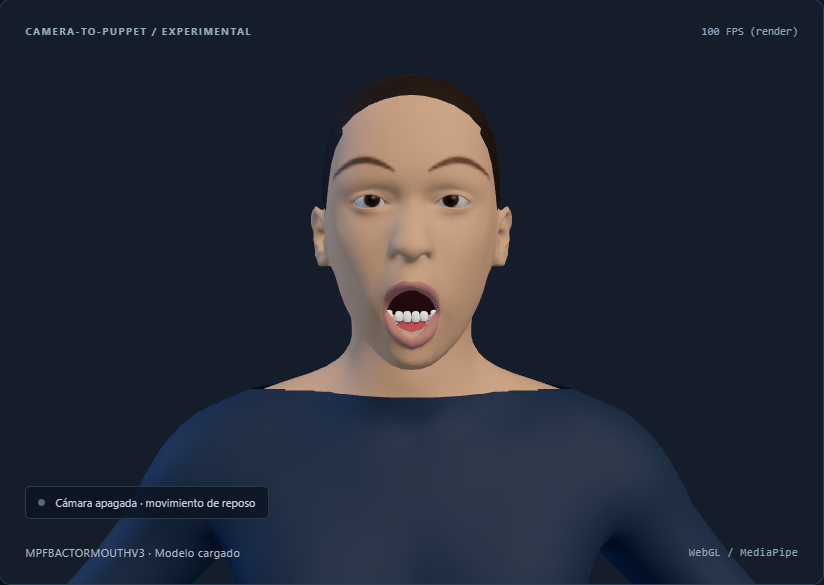 CAMERA-TO-PUPPET / EXPERIMENTAL
100 FPS (render)
Cámara apagada · movimiento de reposo
MPFBACTORMOUTHV3 · Modelo cargado
WebGL / MediaPipe